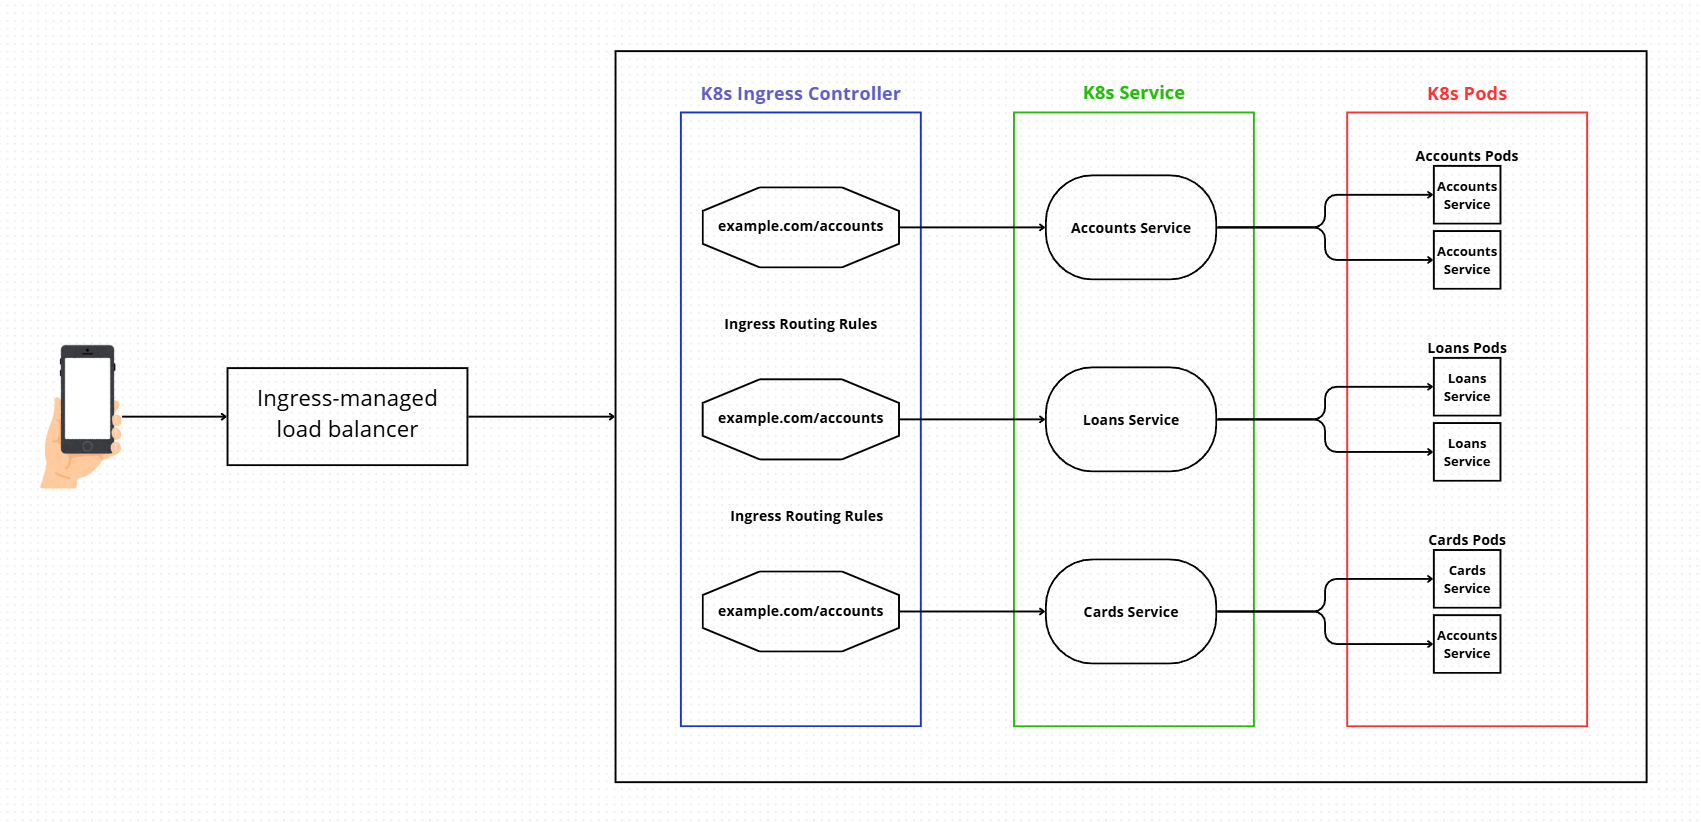 K8s Ingress Controller
K8s Service
K8s Pods
Accounts Pods
example.com/accounts
Accounts Service
Accounts
Service
Accounts
Service
Ingress Routing Rules
Ingress-managed
load balancer
example.com/accounts
Loans Service
Loans Pods
Loans
Service
Loans
Service
Ingress Routing Rules
example.com/accounts
Cards Service
Cards Pods
Cards
Service
Accounts
Service